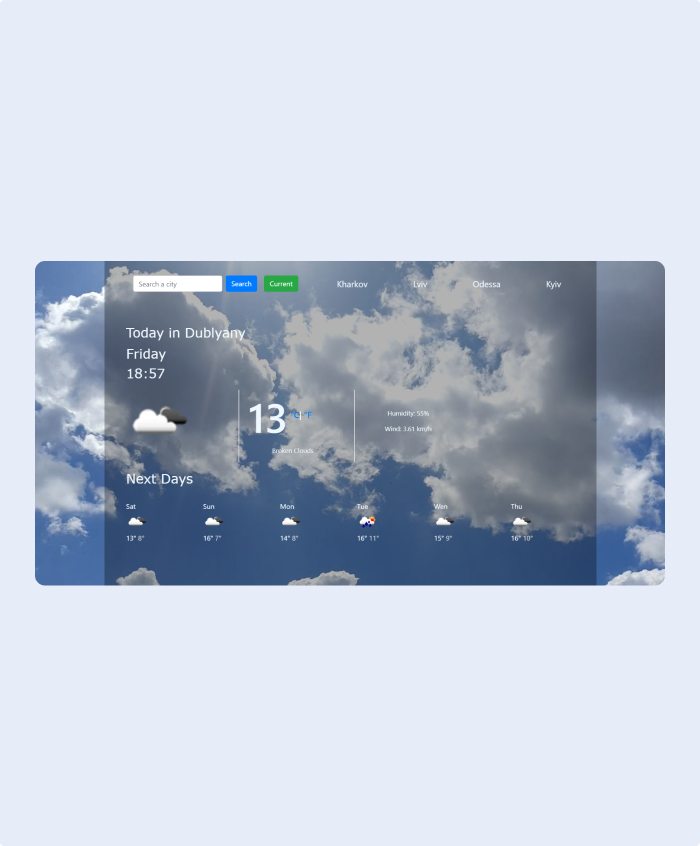 Search a city Search Current Kharkov Lviv Odessa Kyiv
Today in Dublyany
Friday
18:57
13 °C|°F
Humidity: 55%
Wind: 3.61 km/h
Broken Clouds
Next Days
Sat Sun Mon Tue Wen Thu
13° 8° 16° 7° 14° 8° 16° 11° 15° 9° 16° 10°